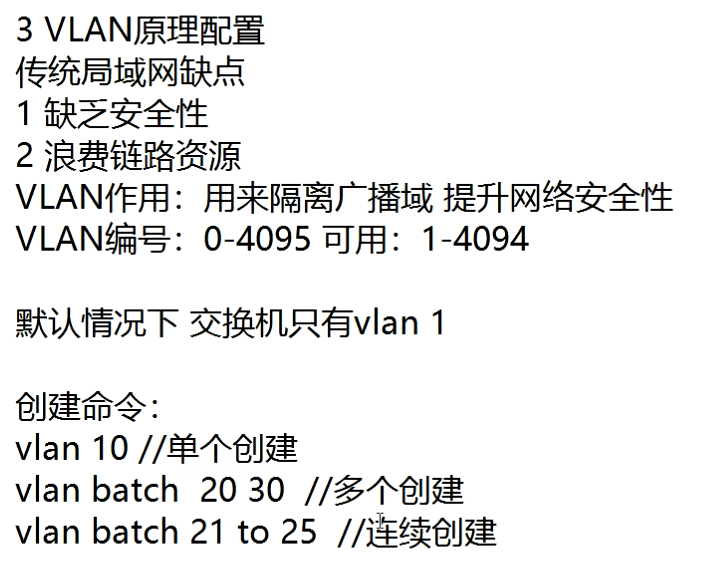 3 VLAN原理配置
传统局域网缺点
1 缺乏安全性
2 浪费链路资源
VLAN作用：用来隔离广播域 提升网络安全性
VLAN编号：0-4095 可用：1-4094
默认情况下 交换机只有vlan 1
创建命令：
vlan 10 //单个创建
vlan batch  20 30  //多个创建
vlan batch 21 to 25  //连续创建